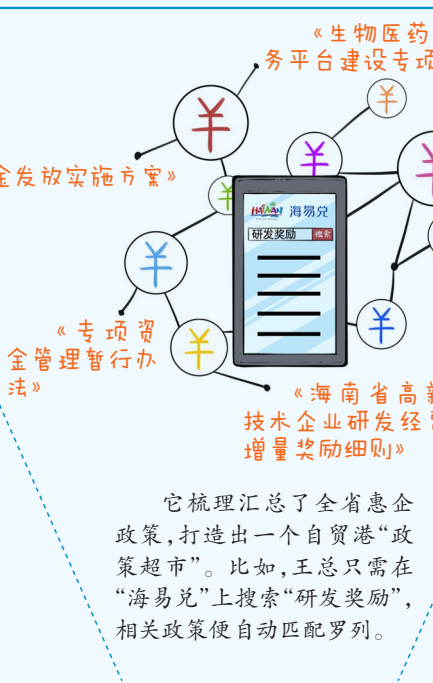 《生物医药
务平台建设专项
金发放实施方案》
HAINAN 海易兑
研发奖励 搜索
《专项资
金管理暂行办
法》
《海南省高新
技术企业研发经
增量奖励细则》
它梳理汇总了全省惠企
政策,打造出一个自贸港“政
策超市”。比如,王总只需在
“海易兑”上搜索“研发奖励”,
相关政策便自动匹配罗列。